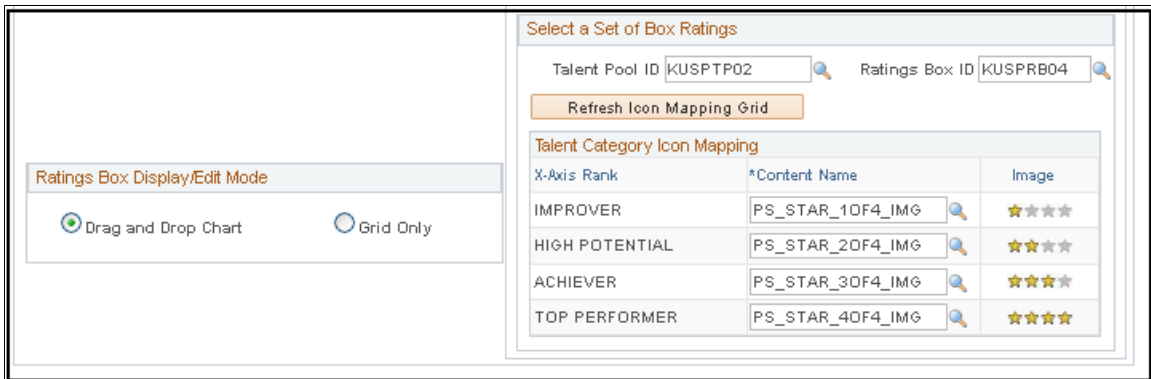 Select a Set of Box Ratings
Talent Pool ID KUSPTP02 Ratings Box ID KUSPRB04
Refresh Icon Mapping Grid
Talent Category Icon Mapping
X-Axis Rank *Content Name Image
IMPROVER PS_STAR_1OF4_IMG
HIGH POTENTIAL PS_STAR_2OF4_IMG
ACHIEVER PS_STAR_3OF4_IMG
TOP PERFORMER PS_STAR_4OF4_IMG
Ratings Box Display/Edit Mode
Drag and Drop Chart Grid Only